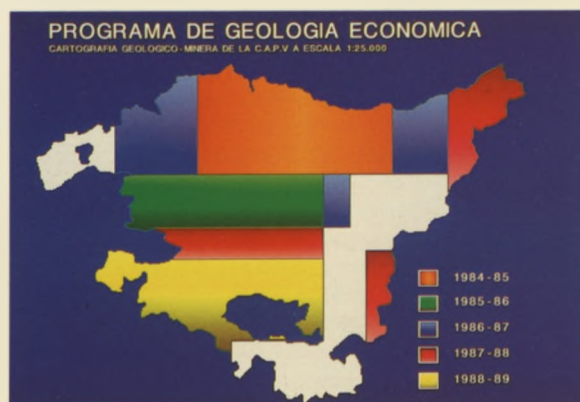 PROGRAMA DE GEOLOGIA ECONOMICA
CARTOGRAFIA GEOLOGICO-MINERA DE LA C.A.P.V A ESCALA 1:25.000
1984-85
1985-86
1986-87
1987-88
1988-89